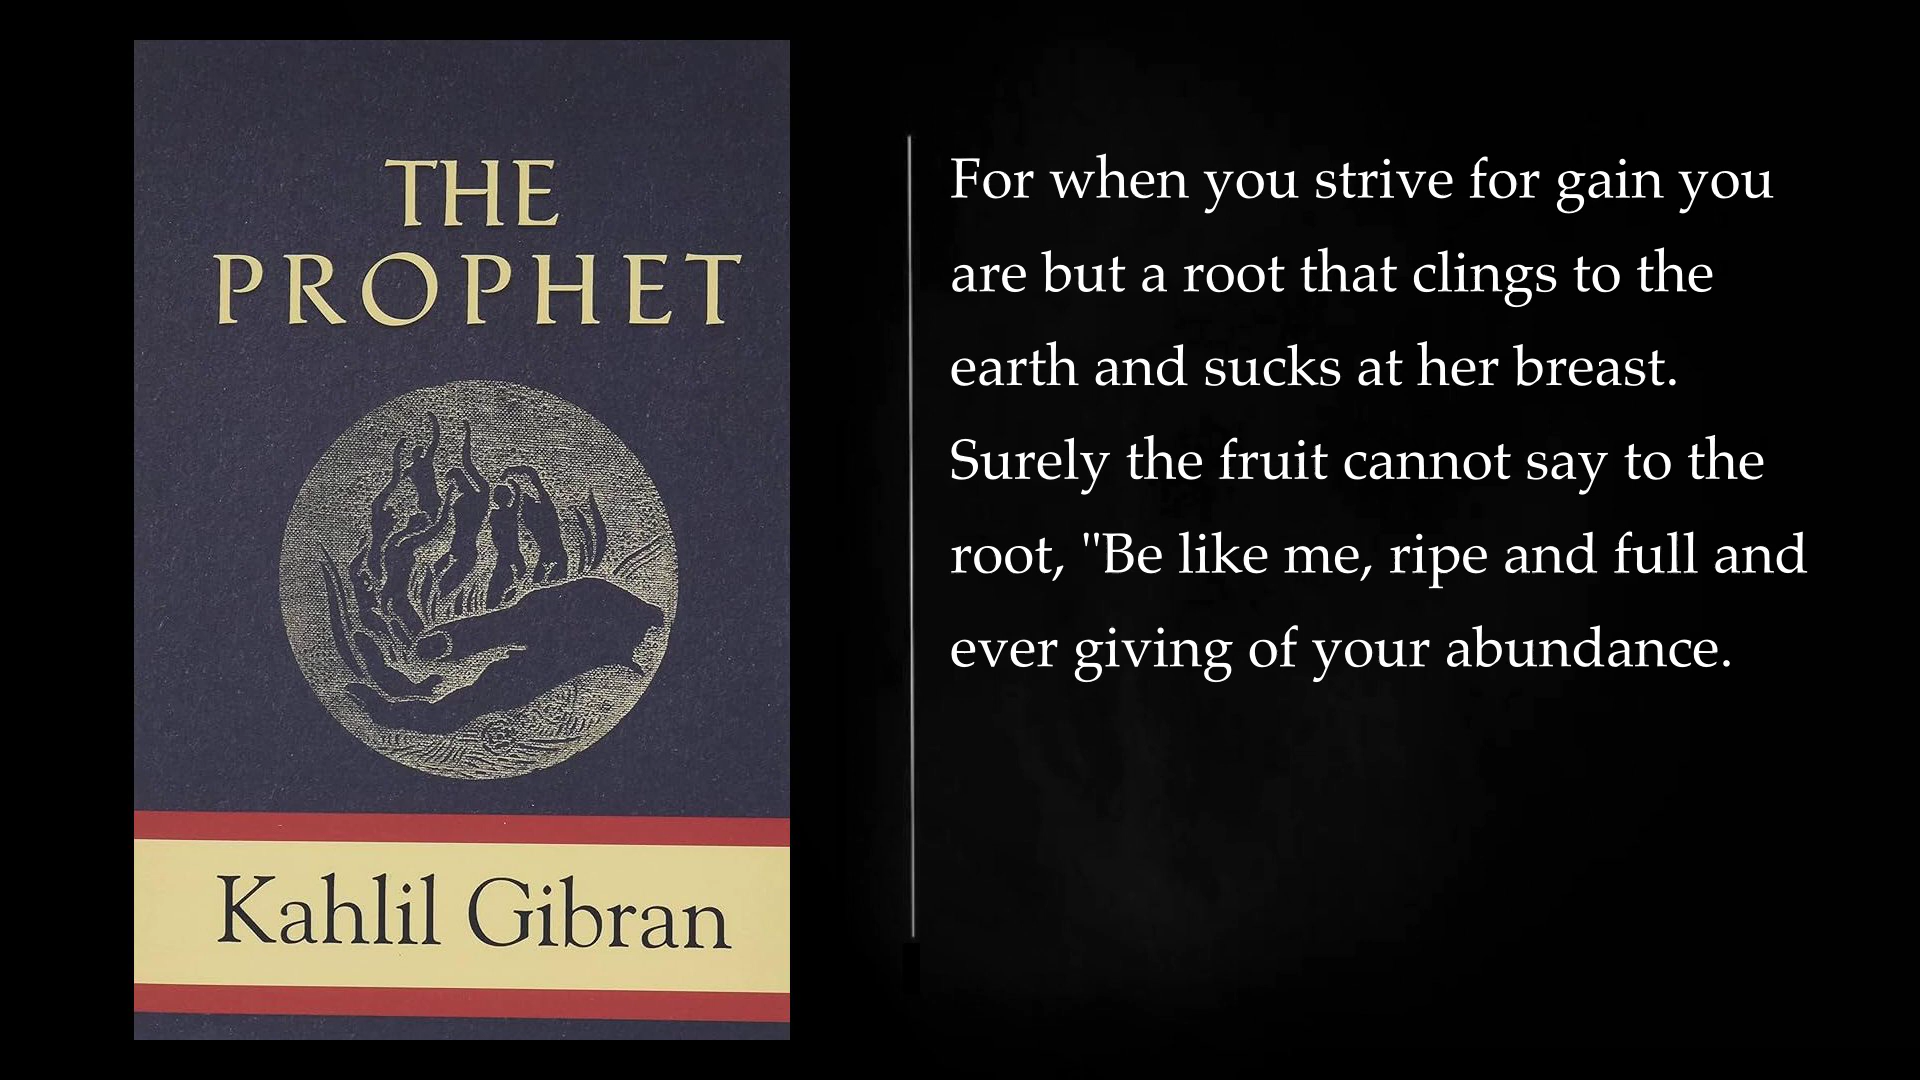 THE
PROPHET
Kahlil Gibran
For when you strive for gain you
are but a root that clings to the
earth and sucks at her breast.
Surely the fruit cannot say to the
root, "Be like me, ripe and full and
ever giving of your abundance.